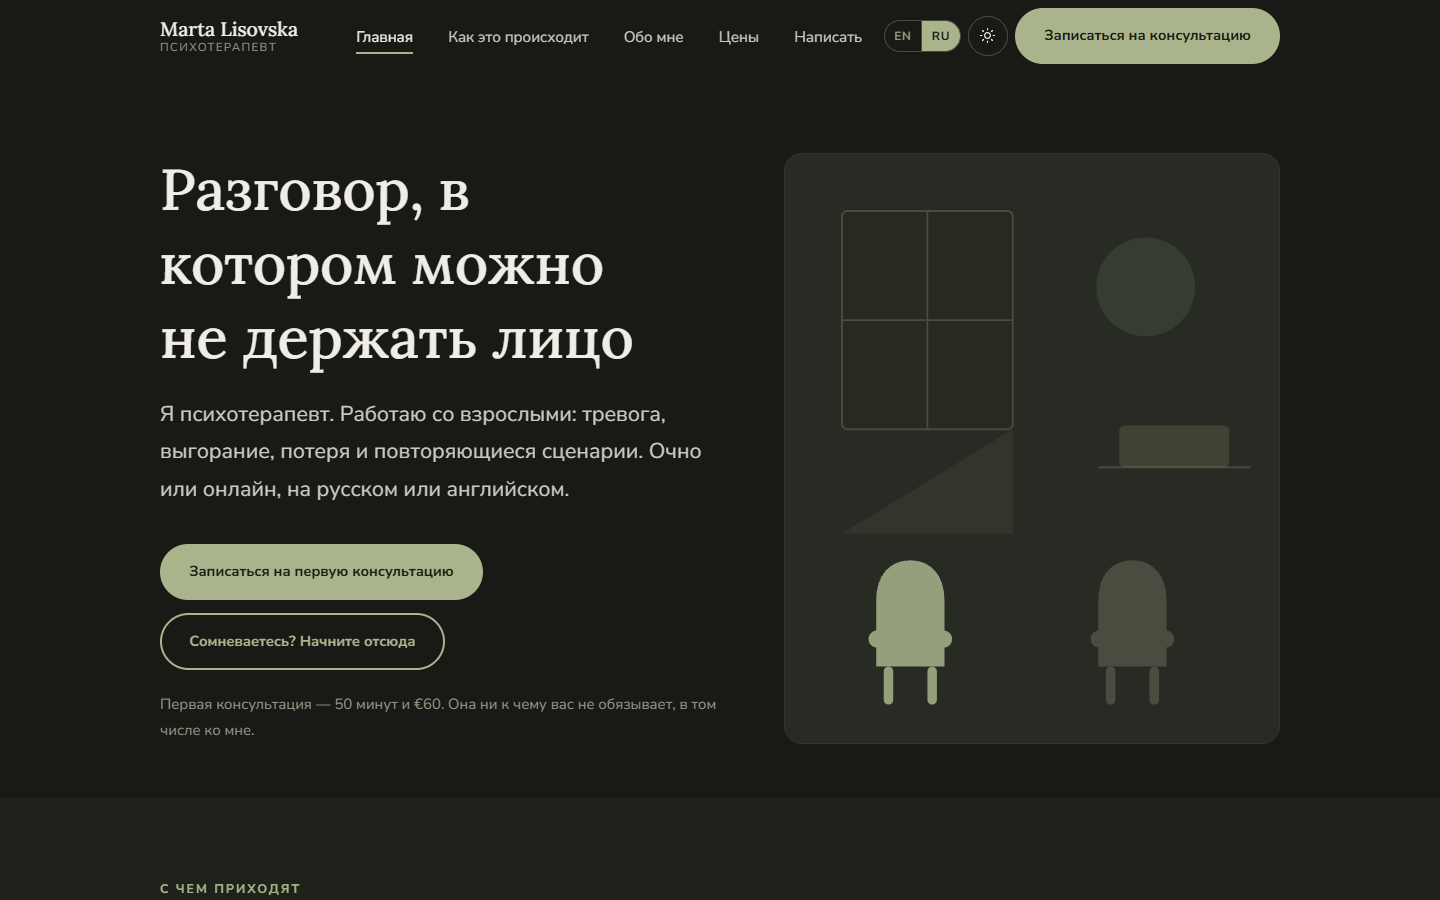 Marta Lisovska
ПСИХОТЕРАПЕВТ
Главная
Как это происходит
Обо мне
Цены
Написать
EN
RU
Записаться на консультацию
Разговор, в
котором можно
не держать лицо
Я психотерапевт. Работаю со взрослыми: тревога,
выгорание, потеря и повторяющиеся сценарии. Очно
или онлайн, на русском или английском.
Записаться на первую консультацию
Сомневаетесь? Начните отсюда
Первая консультация — 50 минут и €60. Она ни к чему вас не обязывает, в том
числе ко мне.
С ЧЕМ ПРИХОДЯТ